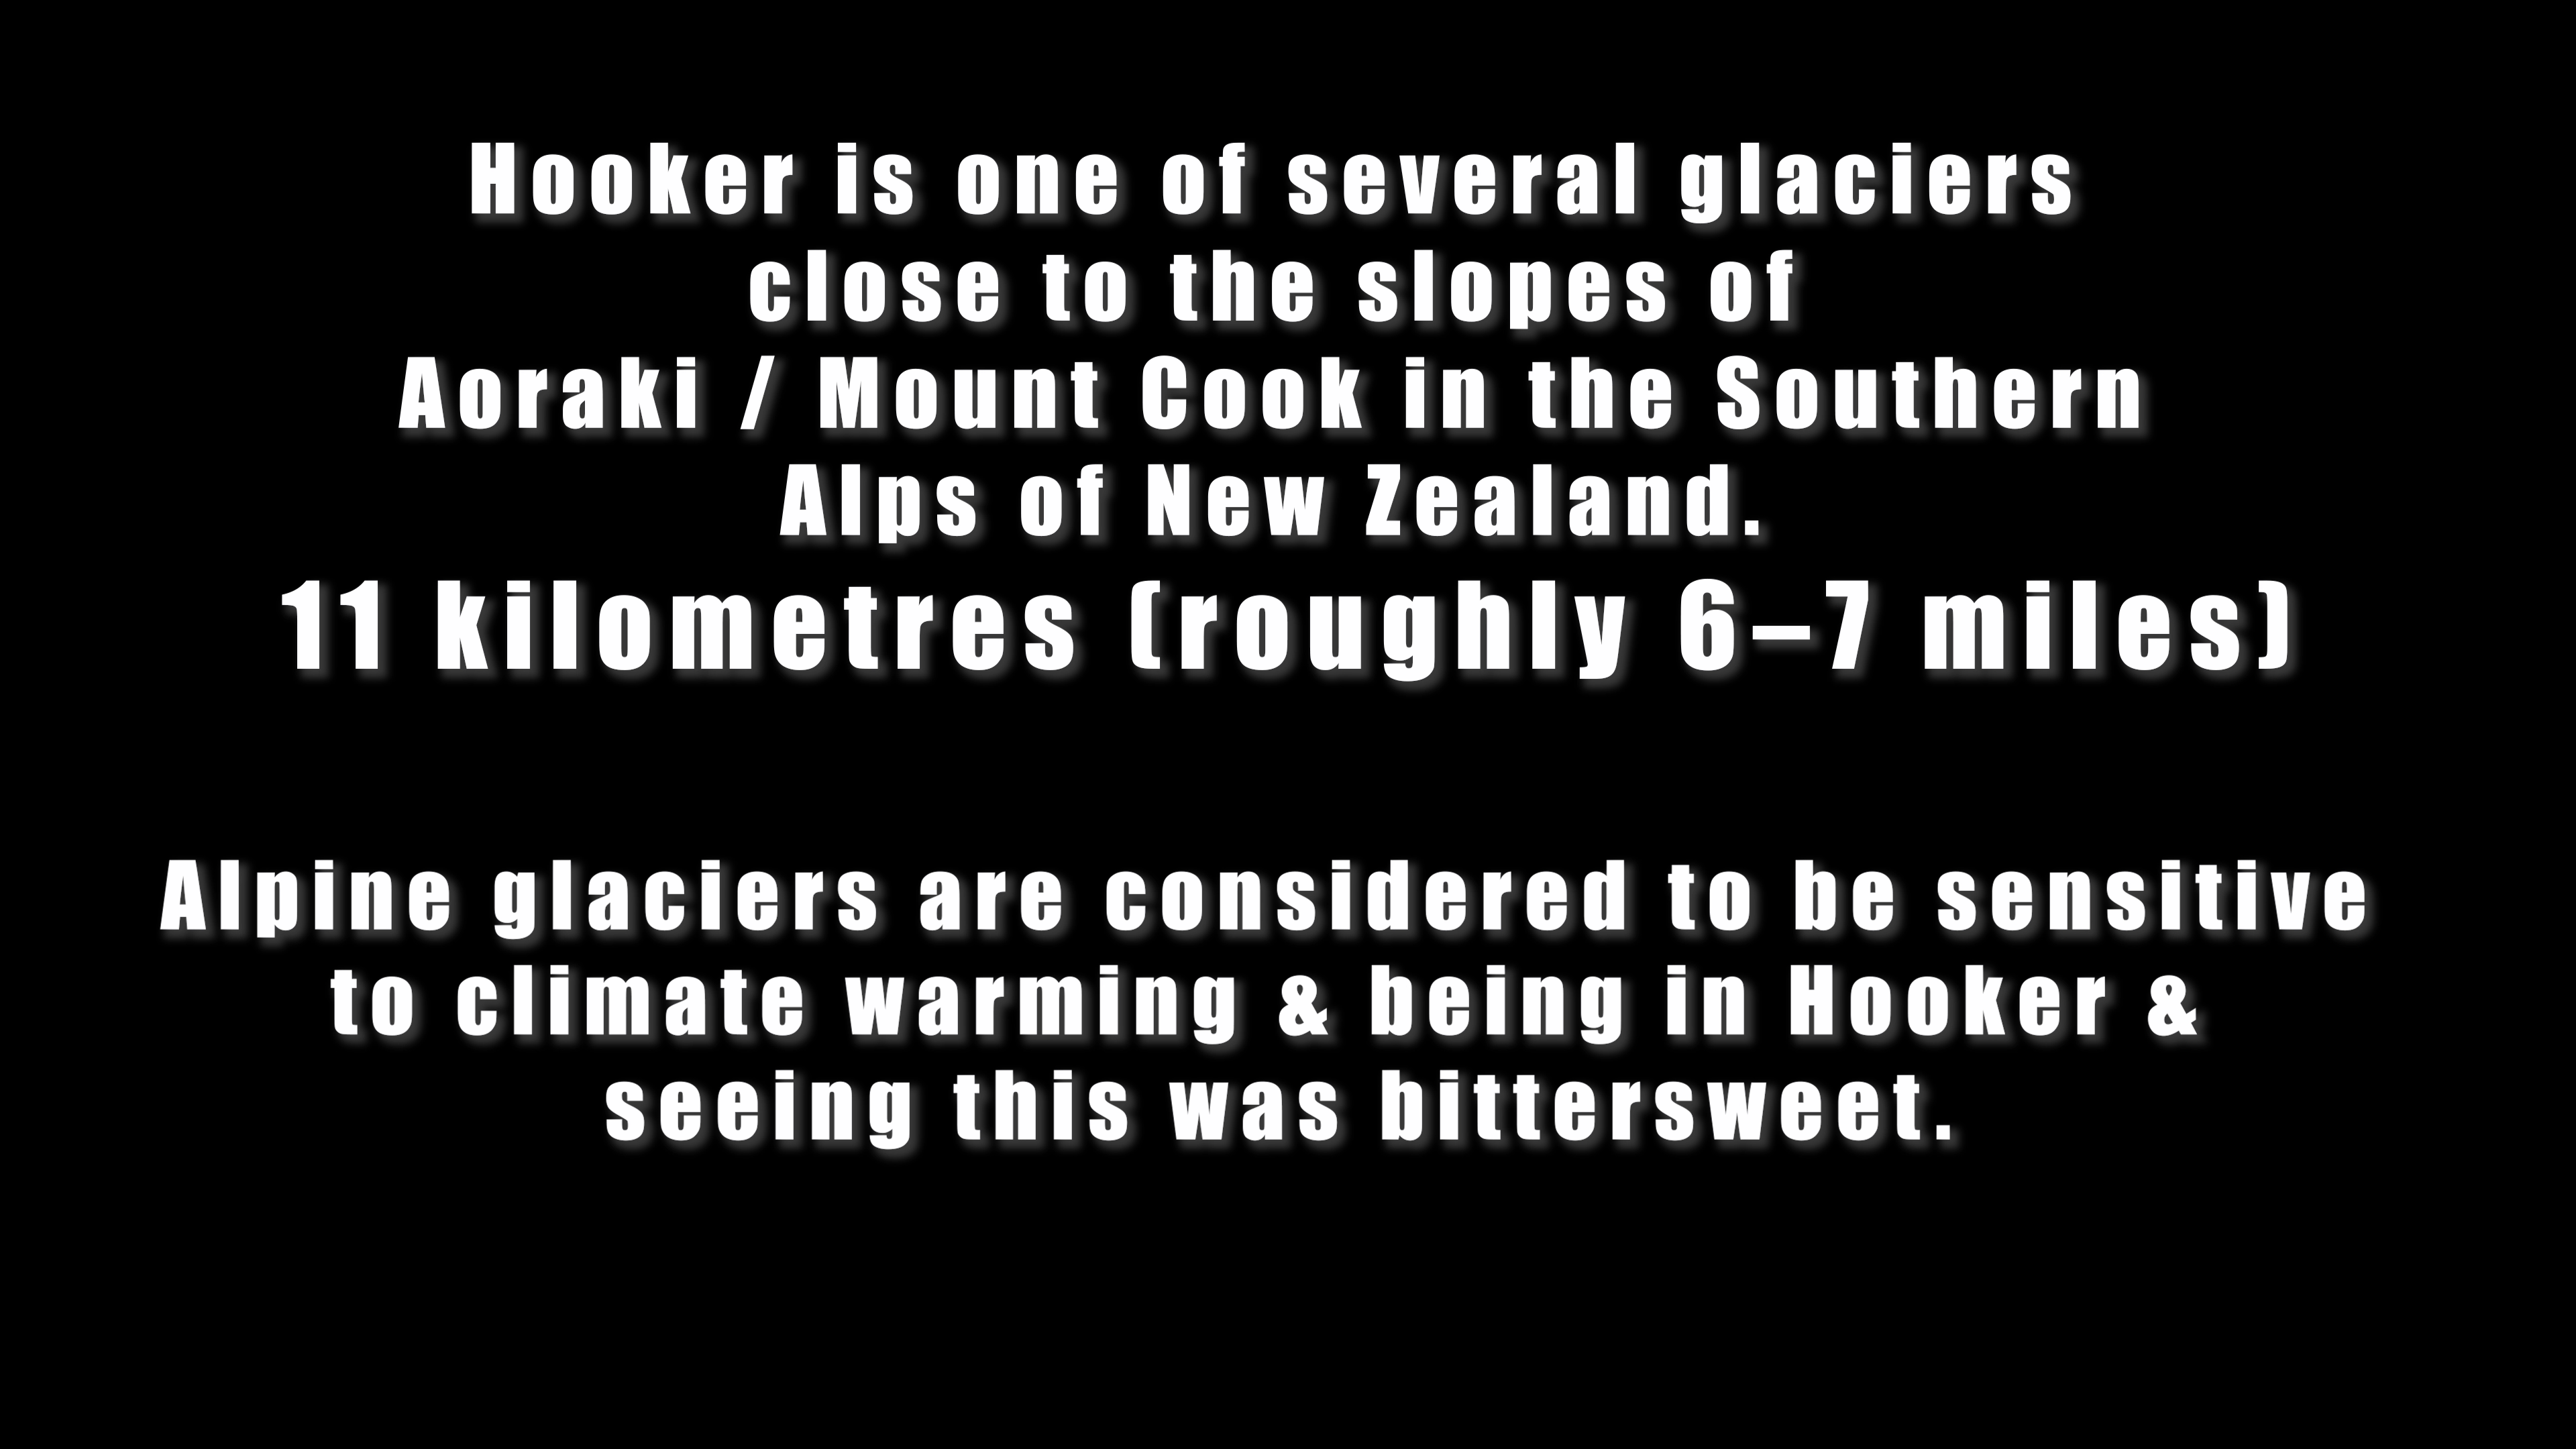 Hooker is one of several glaciers
close to the slopes of
Aoraki / Mount Cook in the Southern
Alps of New Zealand.
11 kilometres (roughly 6–7 miles)
Alpine glaciers are considered to be sensitive
to climate warming & being in Hooker &
seeing this was bittersweet.